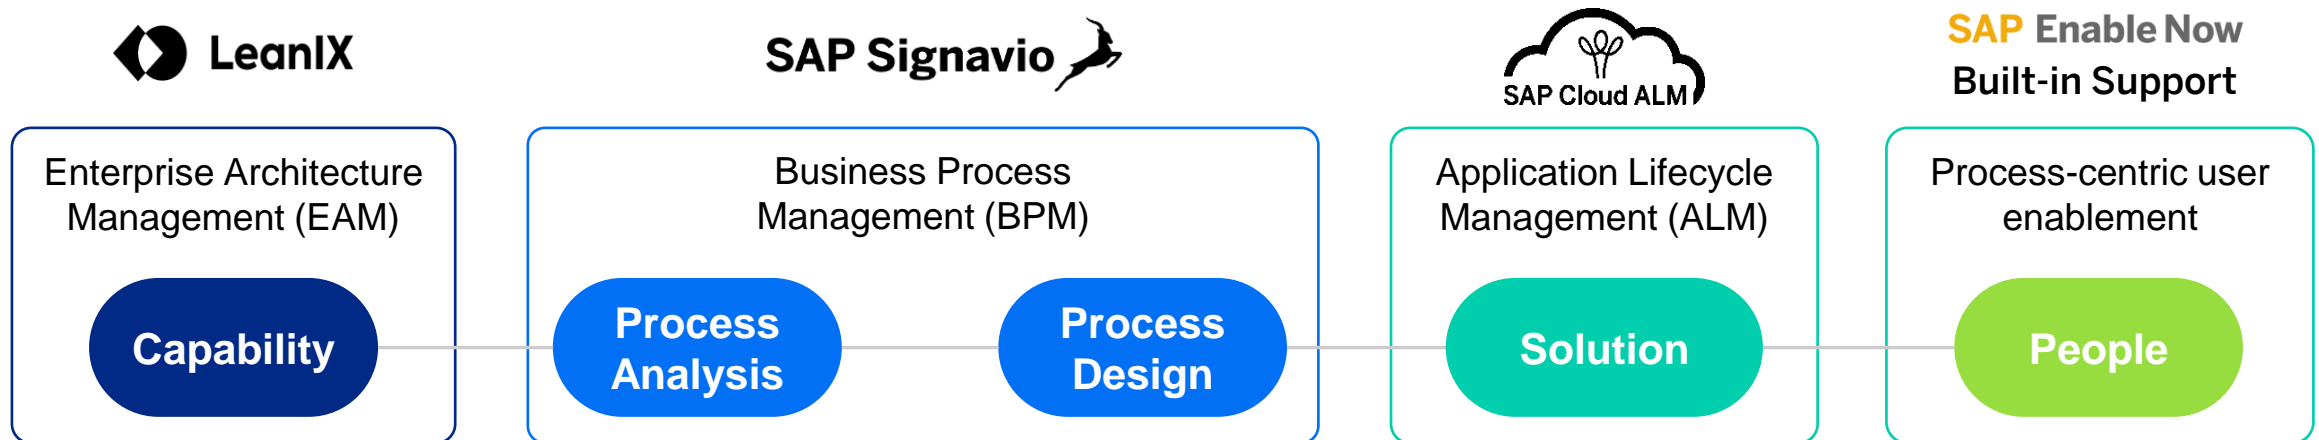 LeanIX
SAP Signavio
SAP Cloud ALM
SAP Enable Now
Built-in Support
Enterprise Architecture
Management (EAM)
Capability
Business Process
Management (BPM)
Process
Analysis
Process
Design
Application Lifecycle
Management (ALM)
Solution
Process-centric user
enablement
People